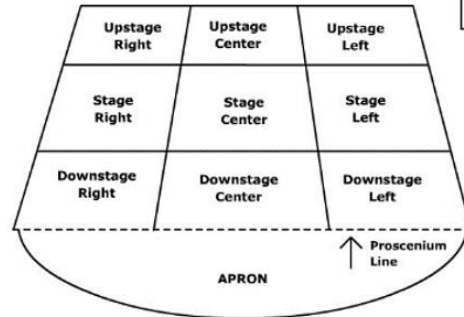 Upstage
Right
Upstage
Center
Upstage
Left
Stage
Right
Stage
Center
Stage
Left
Downstage
Right
Downstage
Center
Downstage
Left
Proscenium
Line
APRON